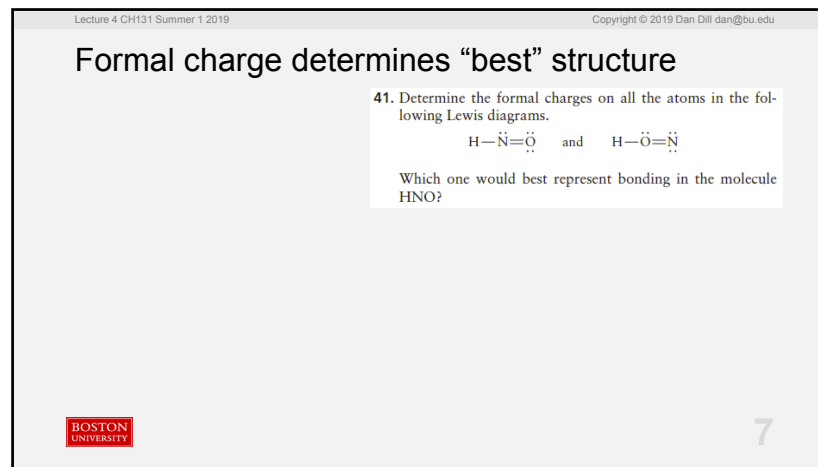 Lecture 4 CH131 Summer 1 2019 Copyright © 2019 Dan Dill dan@bu.edu
Formal charge determines “best” structure
41. Determine the formal charges on all the atoms in the fol-
lowing Lewis diagrams.
H—N̈=Ö̤ and H—Ö=N̤̈
Which one would best represent bonding in the molecule
HNO?
BOSTON
UNIVERSITY
7